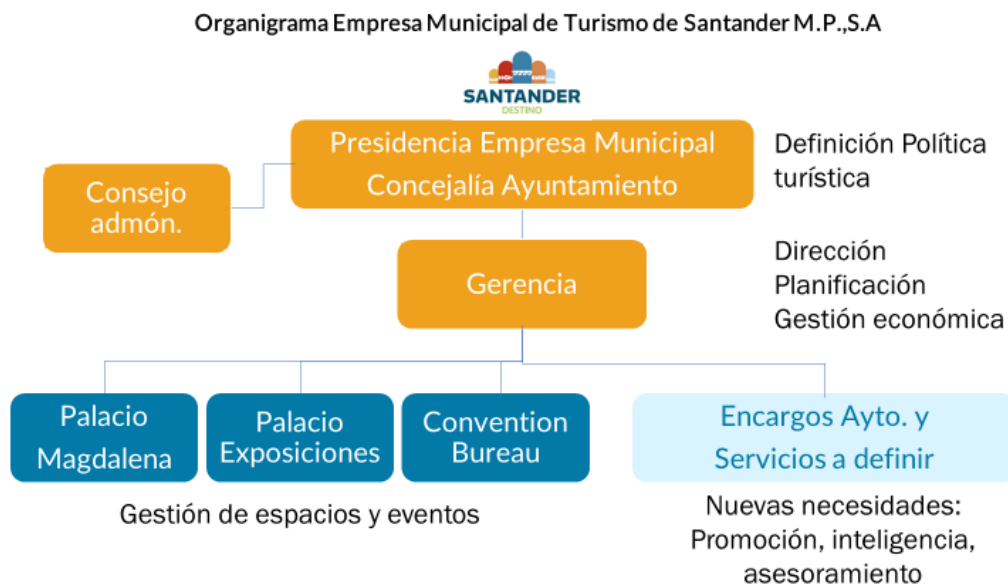 Organigrama Empresa Municipal de Turismo de Santander M.P.,S.A
SANTANDER
DESTINO
Presidencia Empresa Municipal
Concejalía Ayuntamiento
Definición Política
turística
Consejo
admón.
Gerencia
Dirección
Planificación
Gestión económica
Palacio
Magdalena
Palacio
Exposiciones
Convention
Bureau
Encargos Ayto. y
Servicios a definir
Gestión de espacios y eventos
Nuevas necesidades:
Promoción, inteligencia,
asesoramiento